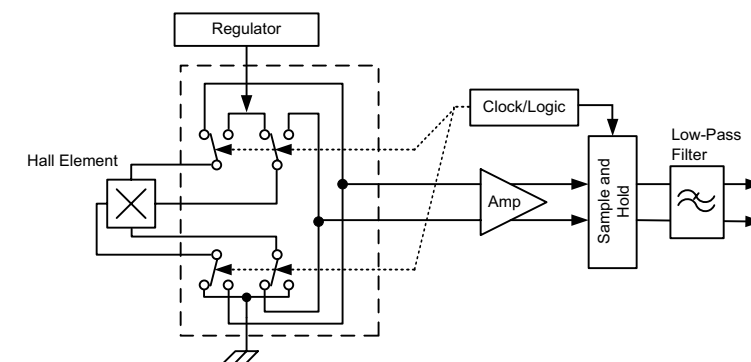 Regulator
Clock/Logic
Low-Pass
Filter
Hall Element
Amp
Sample and
Hold